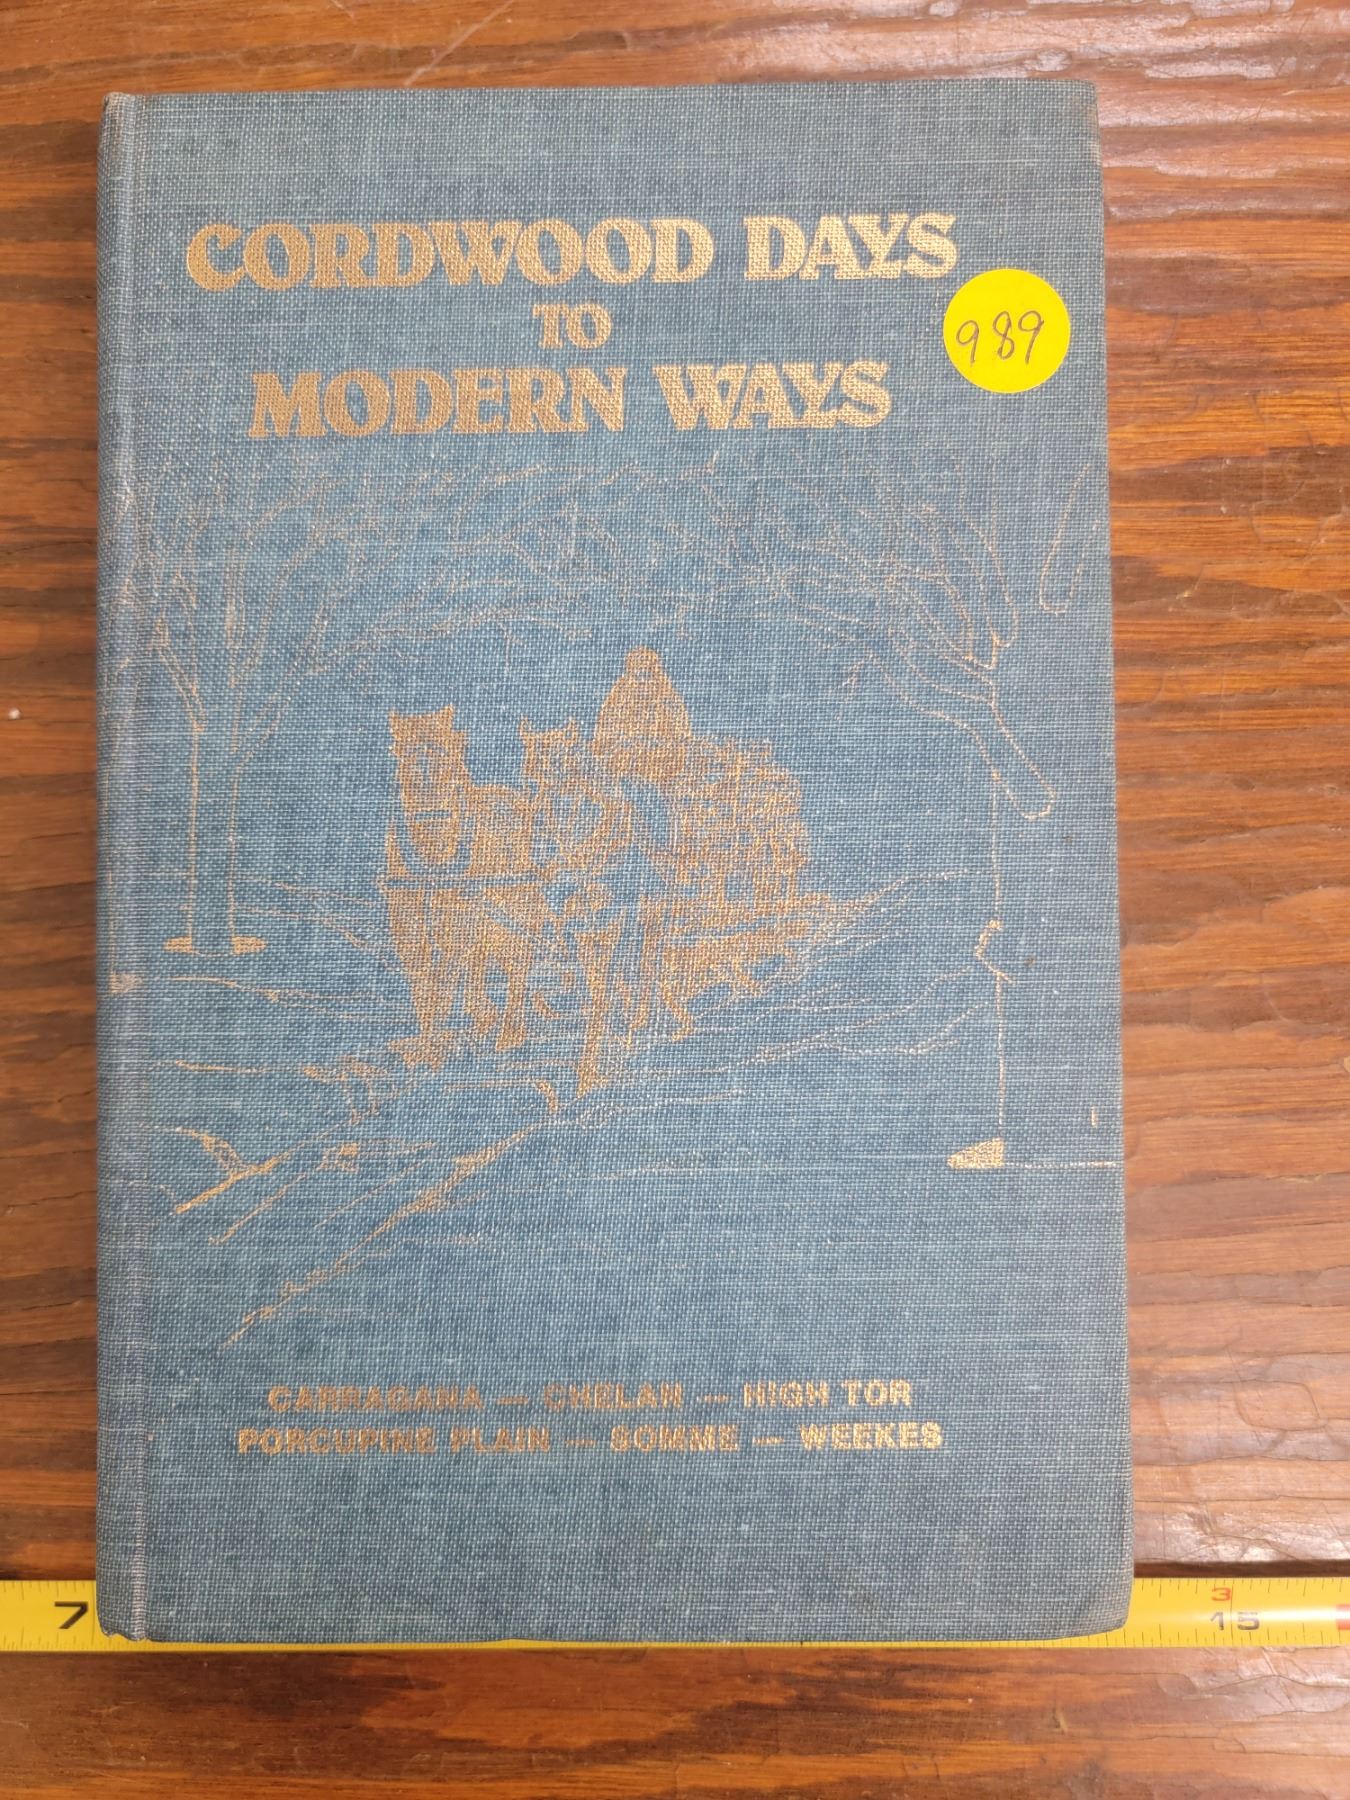 CORDWOOD DAYS
TO
MODERN WAYS
989
CARRAGANA — CHELAN — HIGH TOR
PORCUPINE PLAIN — SOMME — WEEKES
7
3
15